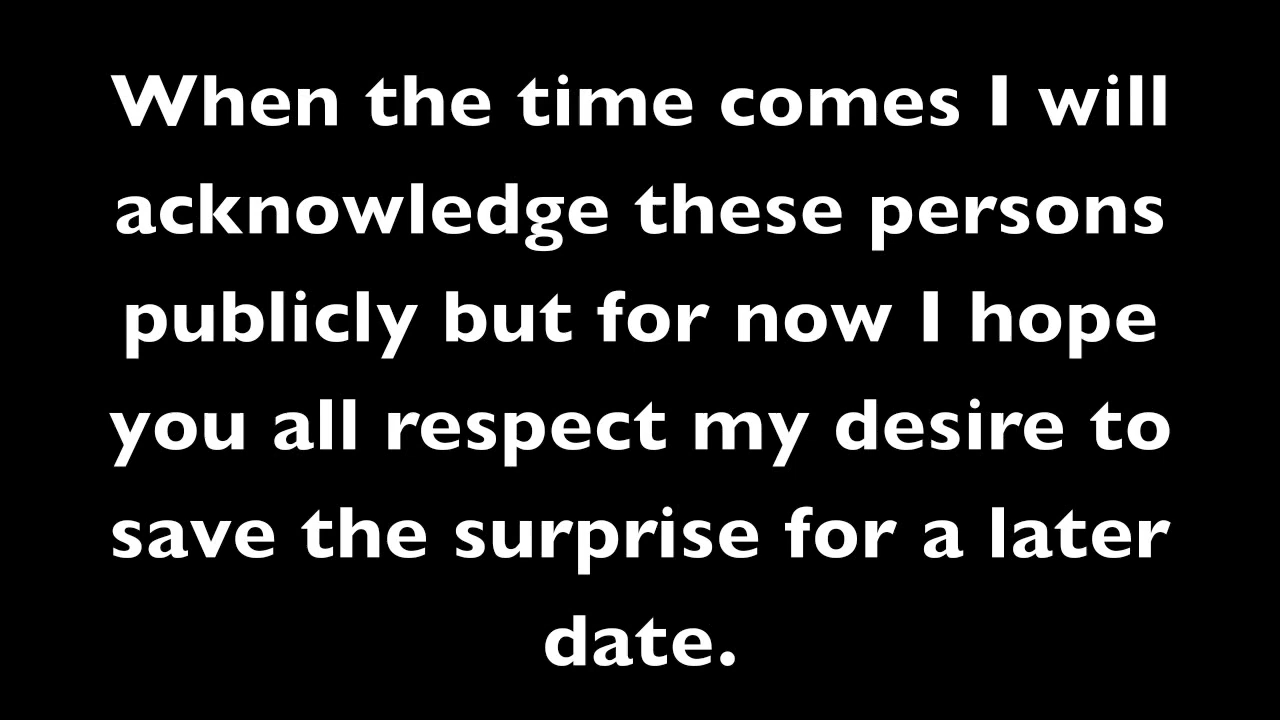 When the time comes I will
acknowledge these persons
publicly but for now I hope
you all respect my desire to
save the surprise for a later
date.